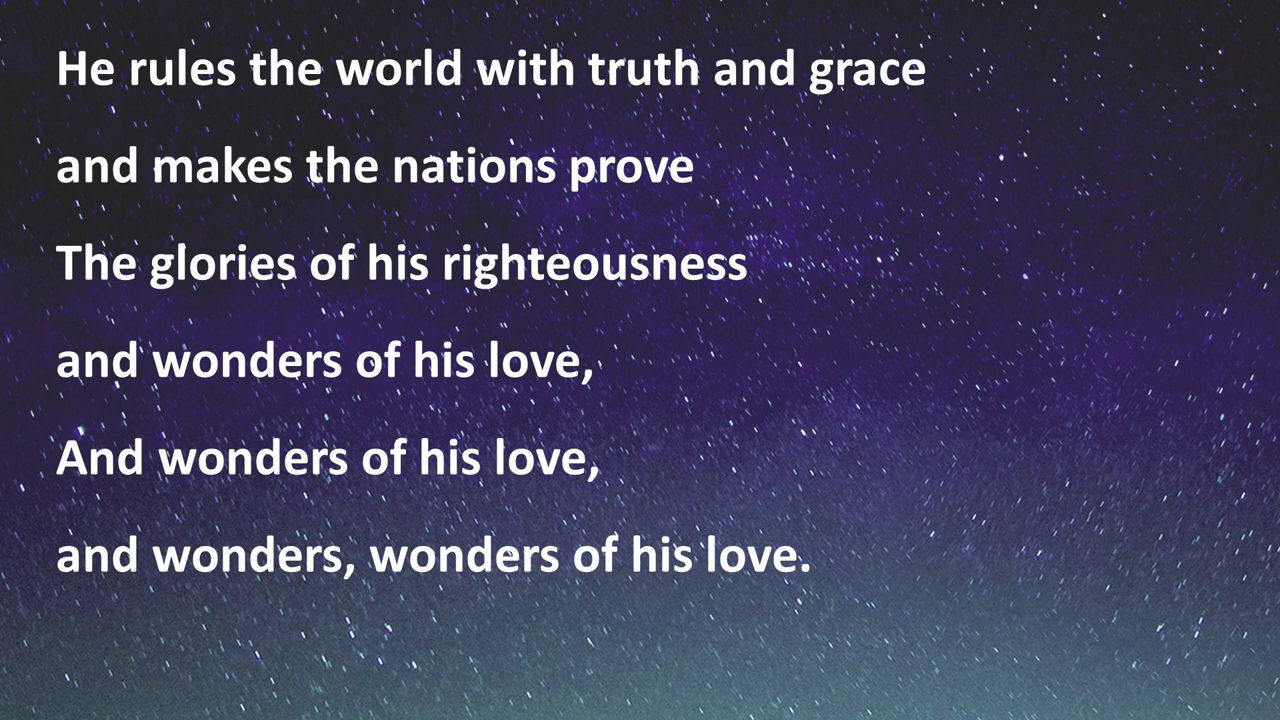 He rules the world with truth and grace
and makes the nations prove
The glories of his righteousness
and wonders of his love,
And wonders of his love,
and wonders, wonders of his love.